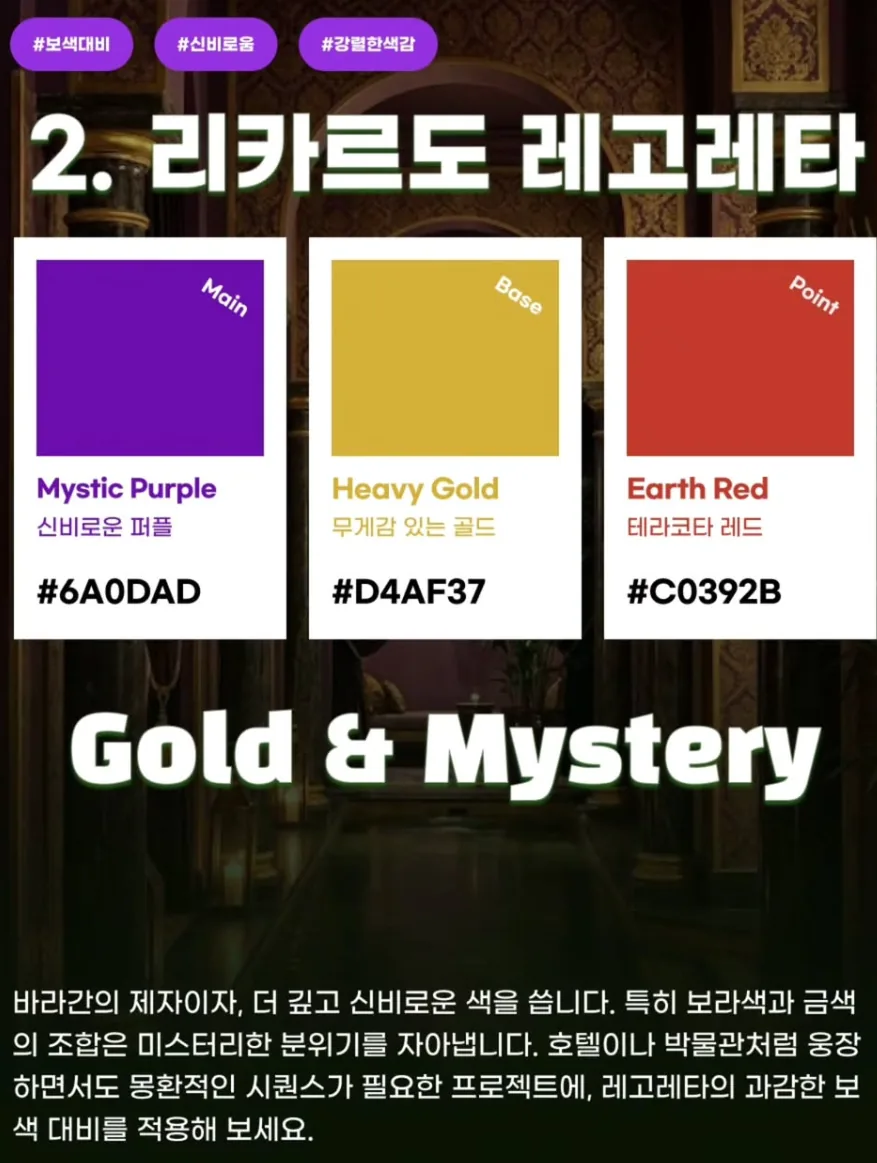 #보색대비 #신비로움 #강렬한색감
2. 리카르도 레고레타
Main
Mystic Purple
신비로운 퍼플
#6A0DAD
Base
Heavy Gold
무게감 있는 골드
#D4AF37
Point
Earth Red
테라코타 레드
#C0392B
Gold & Mystery
바라간의 제자이자, 더 깊고 신비로운 색을 씁니다. 특히 보라색과 금색
의 조합은 미스터리한 분위기를 자아냅니다. 호텔이나 박물관처럼 웅장
하면서도 몽환적인 시퀀스가 필요한 프로젝트에, 레고레타의 과감한 보
색 대비를 적용해 보세요.